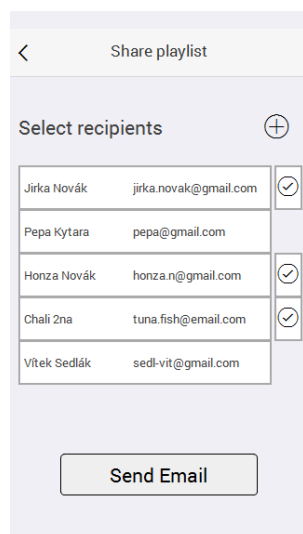 Share playlist
Select recipients
Jirka Novák jirka.novak@gmail.com
Pepa Kytara pepa@gmail.com
Honza Novák honza.n@gmail.com
Chali 2na tuna.fish@email.com
Vítek Sedlák sedl-vit@gmail.com
Send Email